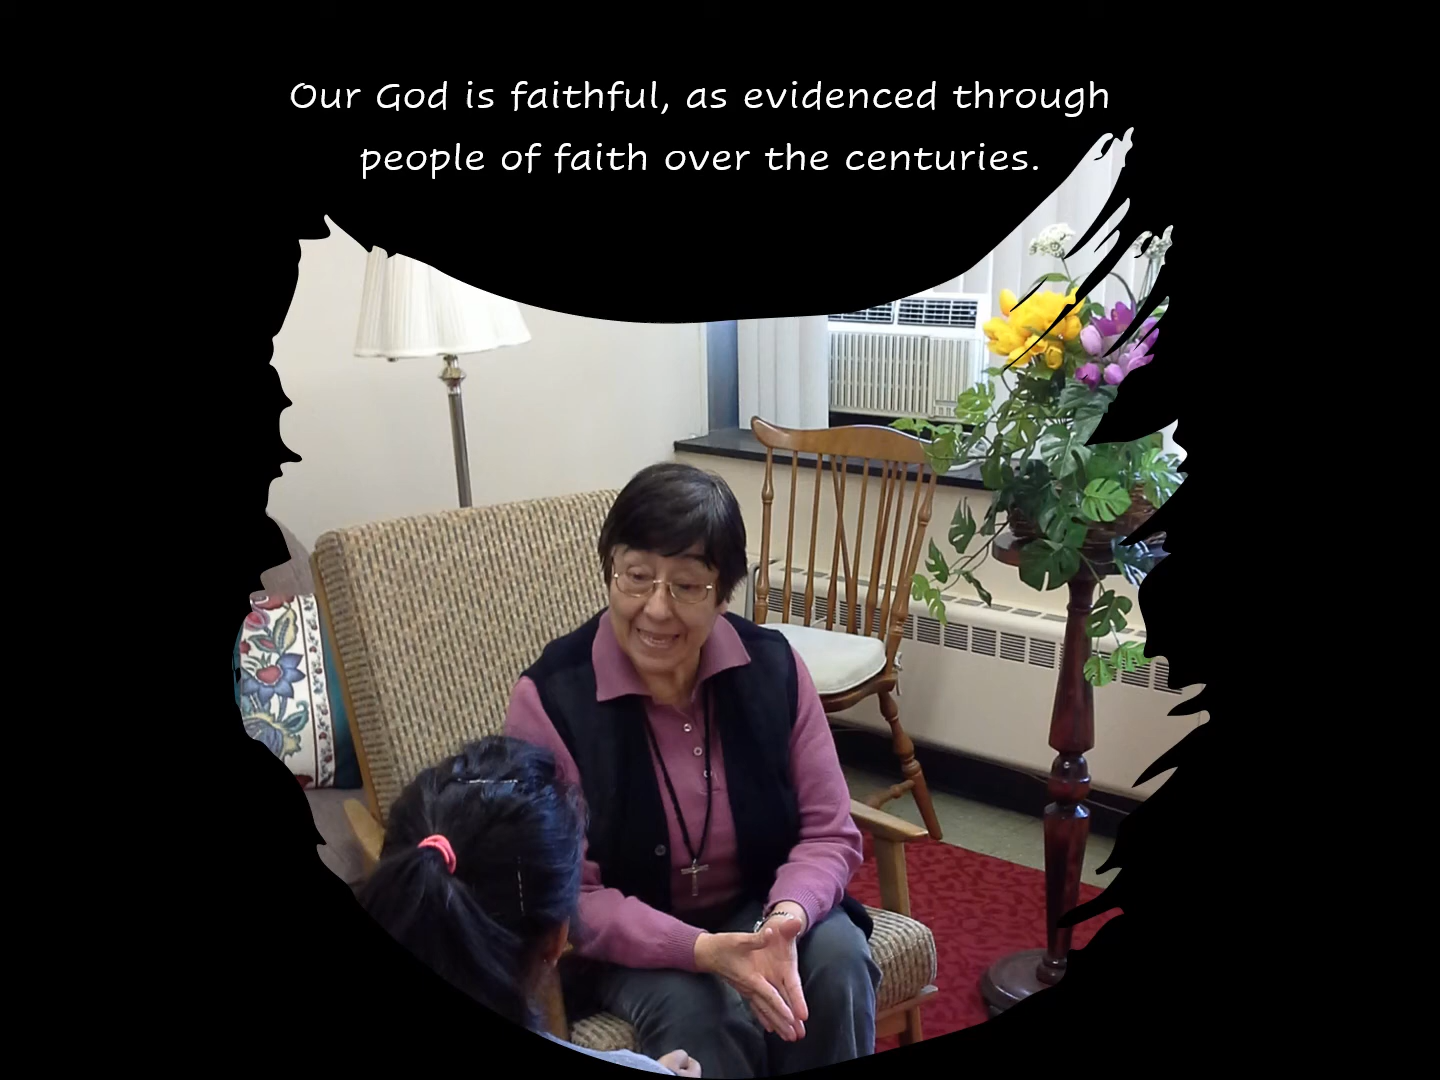 Our God is faithful, as evidenced through
people of faith over the centuries.